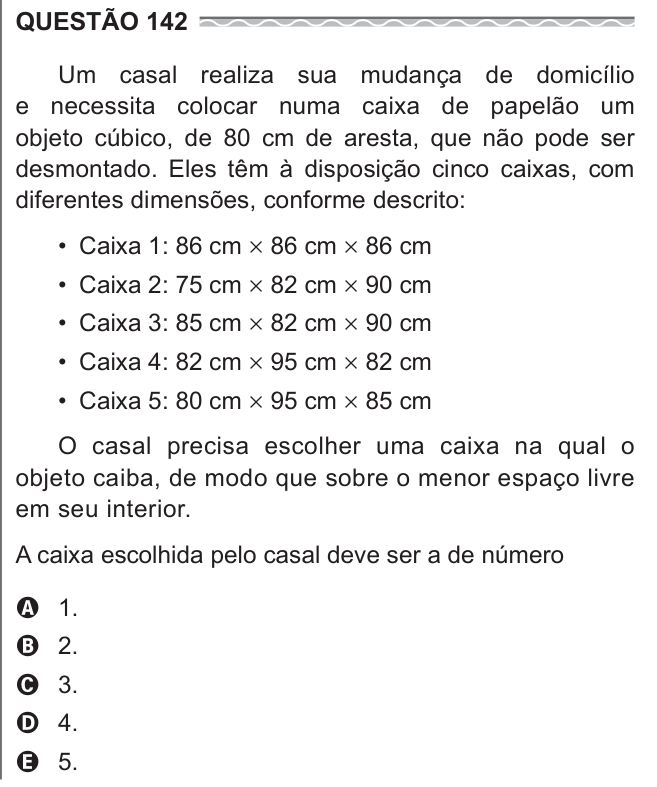 QUESTÃO 142
Um casal realiza sua mudança de domicílio
e necessita colocar numa caixa de papelão um
objeto cúbico, de 80 cm de aresta, que não pode ser
desmontado. Eles têm à disposição cinco caixas, com
diferentes dimensões, conforme descrito:
• Caixa 1: 86 cm × 86 cm × 86 cm
• Caixa 2: 75 cm × 82 cm × 90 cm
• Caixa 3: 85 cm × 82 cm × 90 cm
• Caixa 4: 82 cm × 95 cm × 82 cm
• Caixa 5: 80 cm × 95 cm × 85 cm
O casal precisa escolher uma caixa na qual o
objeto caiba, de modo que sobre o menor espaço livre
em seu interior.
A caixa escolhida pelo casal deve ser a de número
A 1.
B 2.
C 3.
D 4.
E 5.